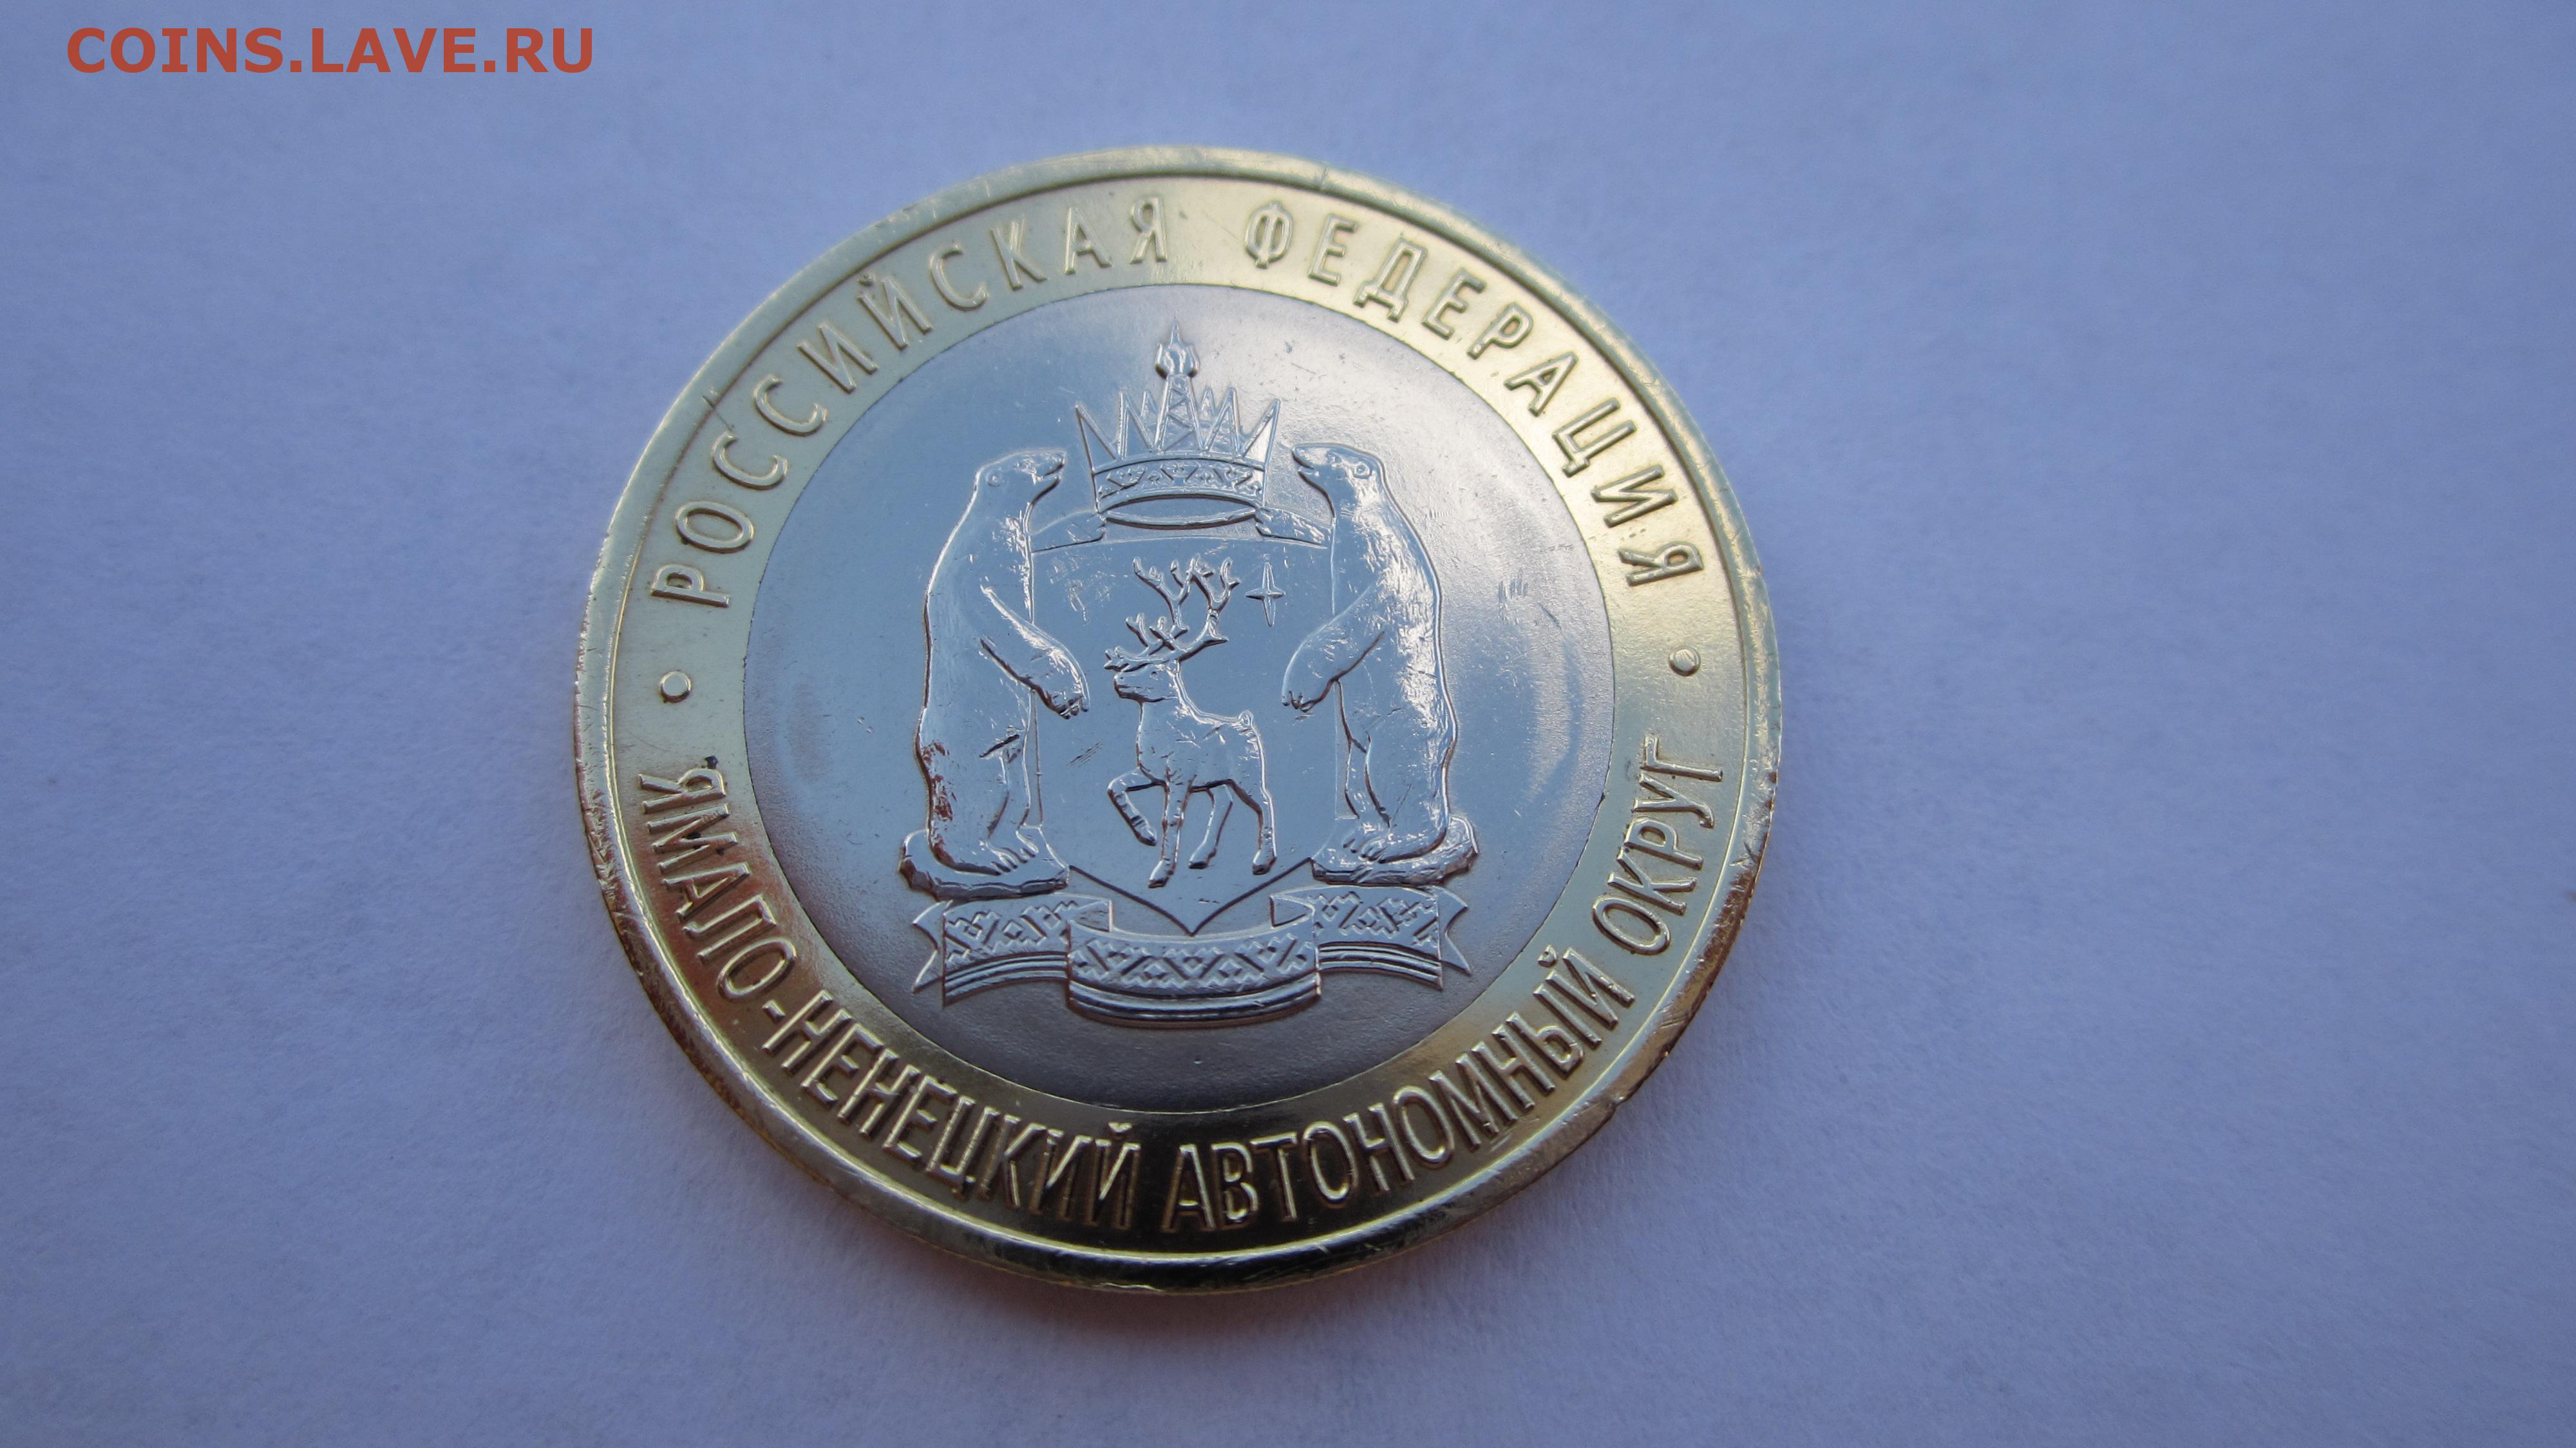 COINS.LAVE.RU
• РОССИЙСКАЯ ФЕДЕРАЦИЯ •
ЯМАЛО-НЕНЕЦКИЙ АВТОНОМНЫЙ ОКРУГ